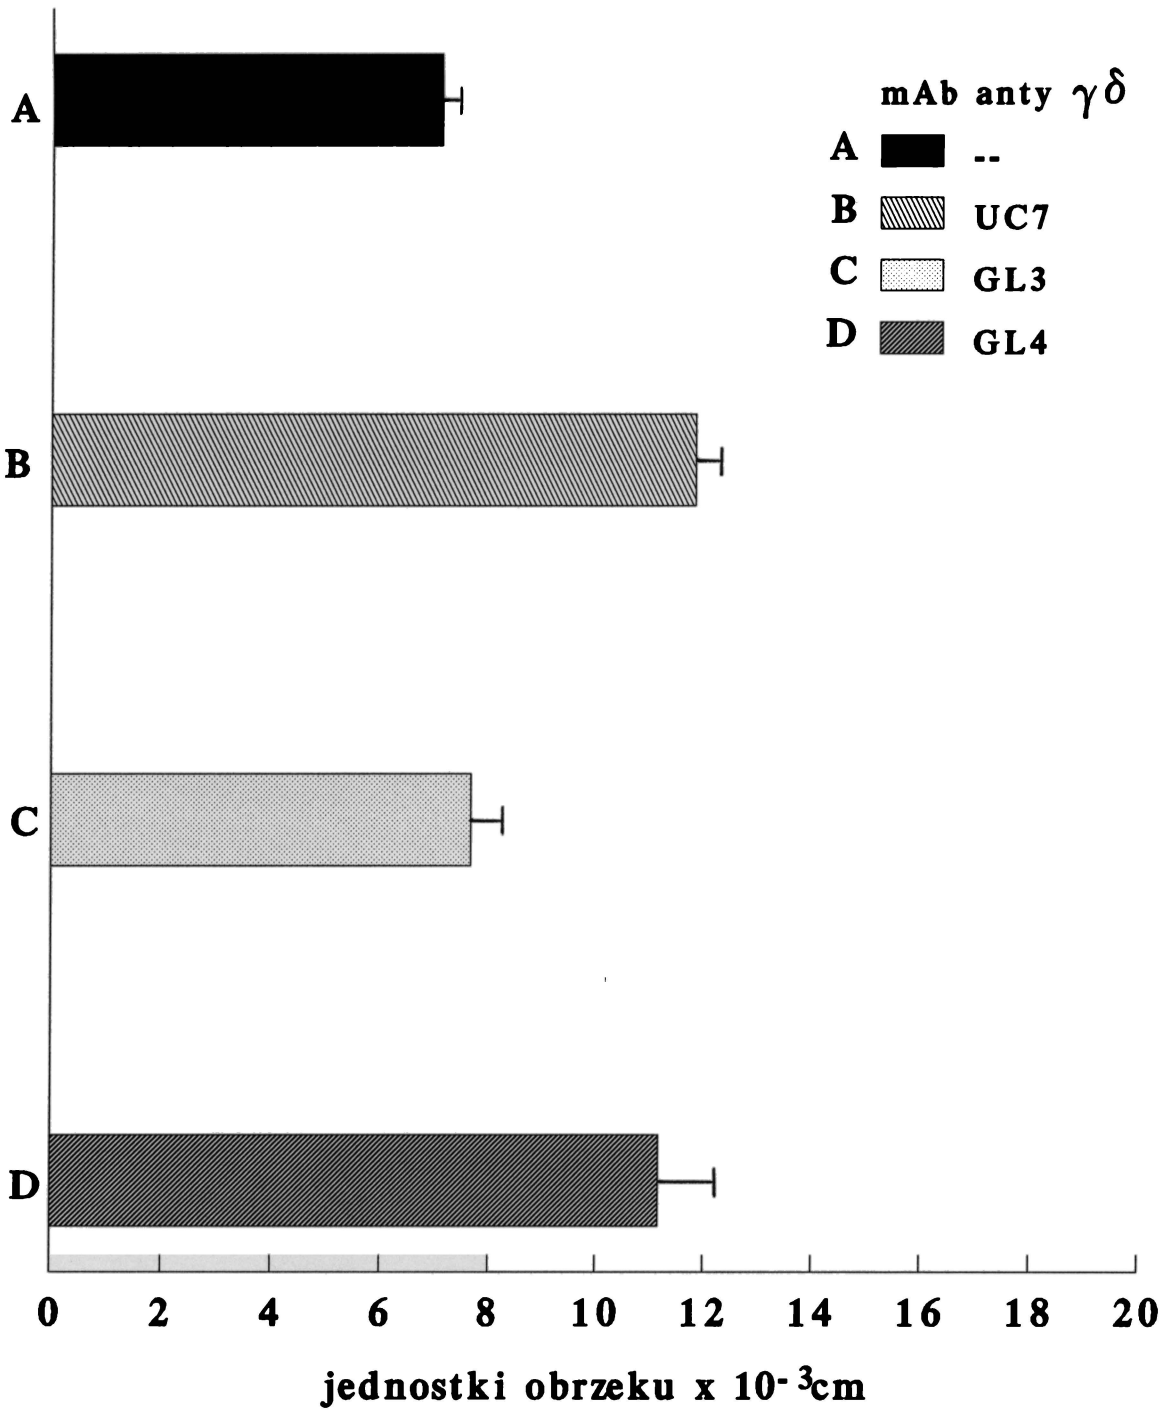 mAb anty γδ
A --
B UC7
C GL3
D GL4
A
B
C
D
0 2 4 6 8 10 12 14 16 18 20
jednostki obrzeku x 10⁻³cm